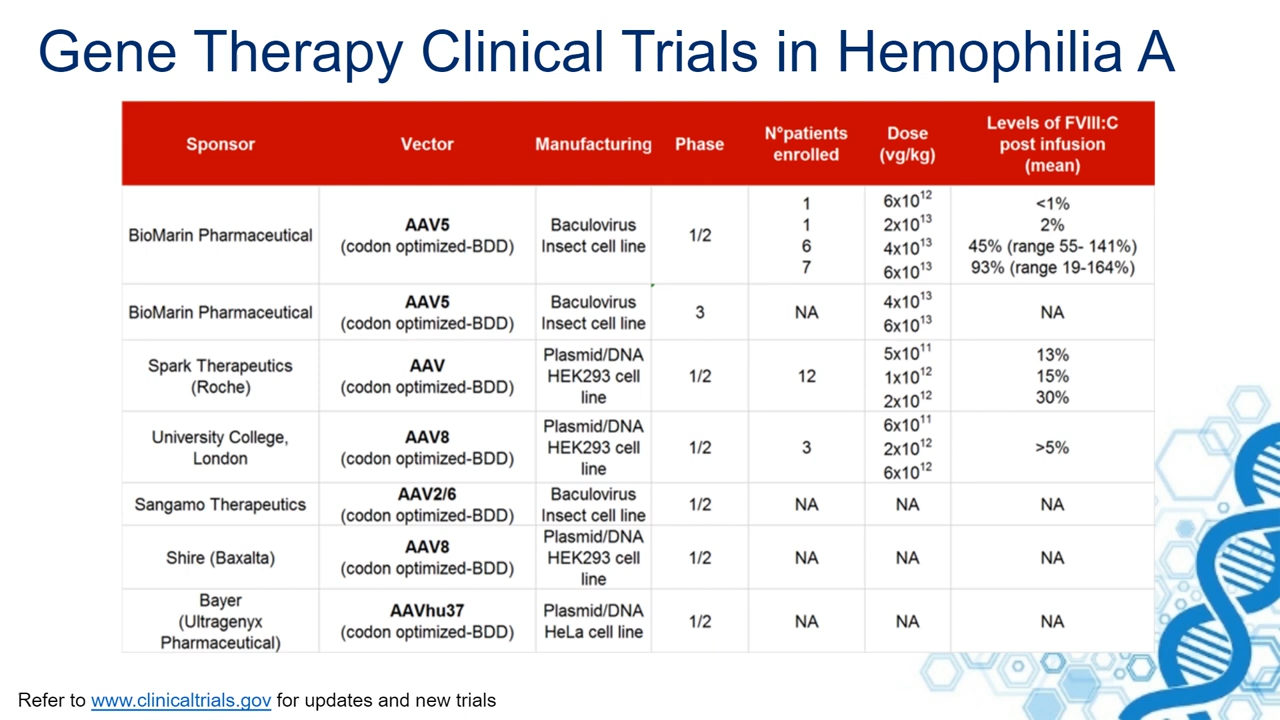 Gene Therapy Clinical Trials in Hemophilia A
Sponsor
Vector
Manufacturing
Phase
N°patients
enrolled
Dose
(vg/kg)
Levels of FVIII:C
post infusion
(mean)
BioMarin Pharmaceutical
AAV5
(codon optimized-BDD)
Baculovirus
Insect cell line
1/2
1
1
6
7
6x10¹²
2x10¹³
4x10¹³
6x10¹³
<1%
2%
45% (range 55- 141%)
93% (range 19-164%)
BioMarin Pharmaceutical
AAV5
(codon optimized-BDD)
Baculovirus
Insect cell line
3
NA
4x10¹³
6x10¹³
NA
Spark Therapeutics
(Roche)
AAV
(codon optimized-BDD)
Plasmid/DNA
HEK293 cell
line
1/2
12
5x10¹¹
1x10¹²
2x10¹²
13%
15%
30%
University College,
London
AAV8
(codon optimized-BDD)
Plasmid/DNA
HEK293 cell
line
1/2
3
6x10¹¹
2x10¹²
6x10¹²
>5%
Sangamo Therapeutics
AAV2/6
(codon optimized-BDD)
Baculovirus
Insect cell line
1/2
NA
NA
NA
Shire (Baxalta)
AAV8
(codon optimized-BDD)
Plasmid/DNA
HEK293 cell
line
1/2
NA
NA
NA
Bayer
(Ultragenyx
Pharmaceutical)
AAVhu37
(codon optimized-BDD)
Plasmid/DNA
HeLa cell line
1/2
NA
NA
NA
Refer to www.clinicaltrials.gov for updates and new trials